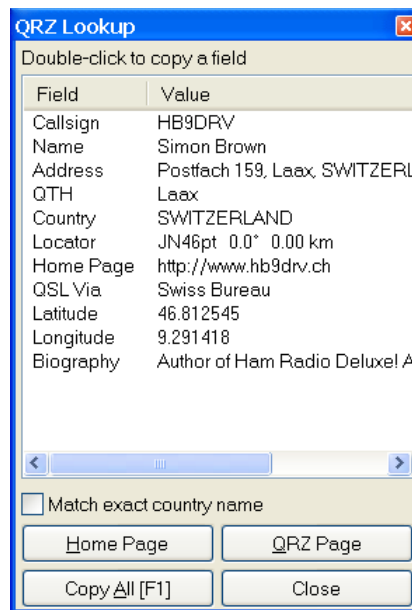 QRZ Lookup
Double-click to copy a field
Field Value
Callsign HB9DRV
Name Simon Brown
Address Postfach 159, Laax, SWITZERL
QTH Laax
Country SWITZERLAND
Locator JN46pt 0.0° 0.00 km
Home Page http://www.hb9drv.ch
QSL Via Swiss Bureau
Latitude 46.812545
Longitude 9.291418
Biography Author of Ham Radio Deluxe! A
Match exact country name
Home Page QRZ Page
Copy All [F1] Close